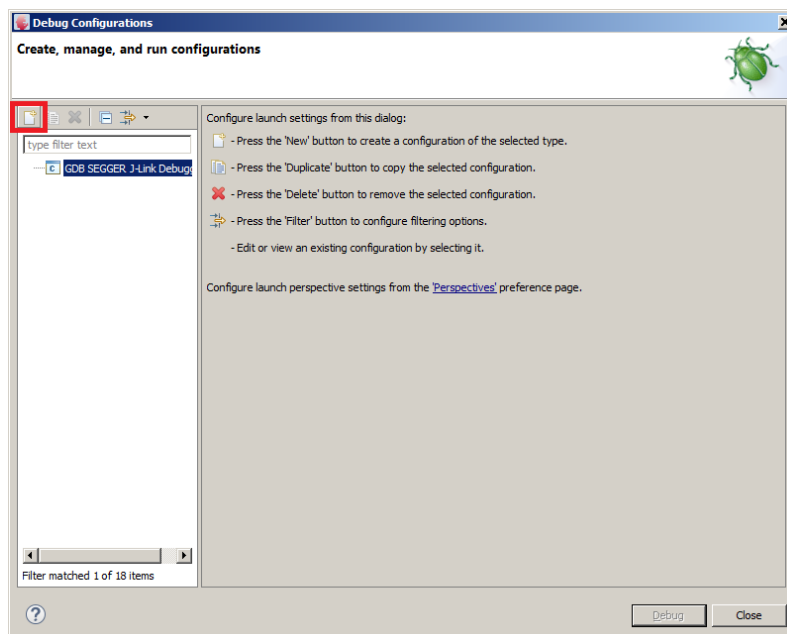 Debug Configurations
Create, manage, and run configurations
type filter text
GDB SEGGER J-Link
Filter matched 1 of 18 items
Configure launch settings from this dialog:
- Press the 'New' button to create a configuration of the selected type.
- Press the 'Duplicate' button to copy the selected configuration.
- Press the 'Delete' button to remove the selected configuration.
- Press the 'Filter' button to configure filtering options.
- Edit or view an existing configuration by selecting it.
Configure launch perspective settings from the 'Perspectives' preference page.
?
Debug
Close